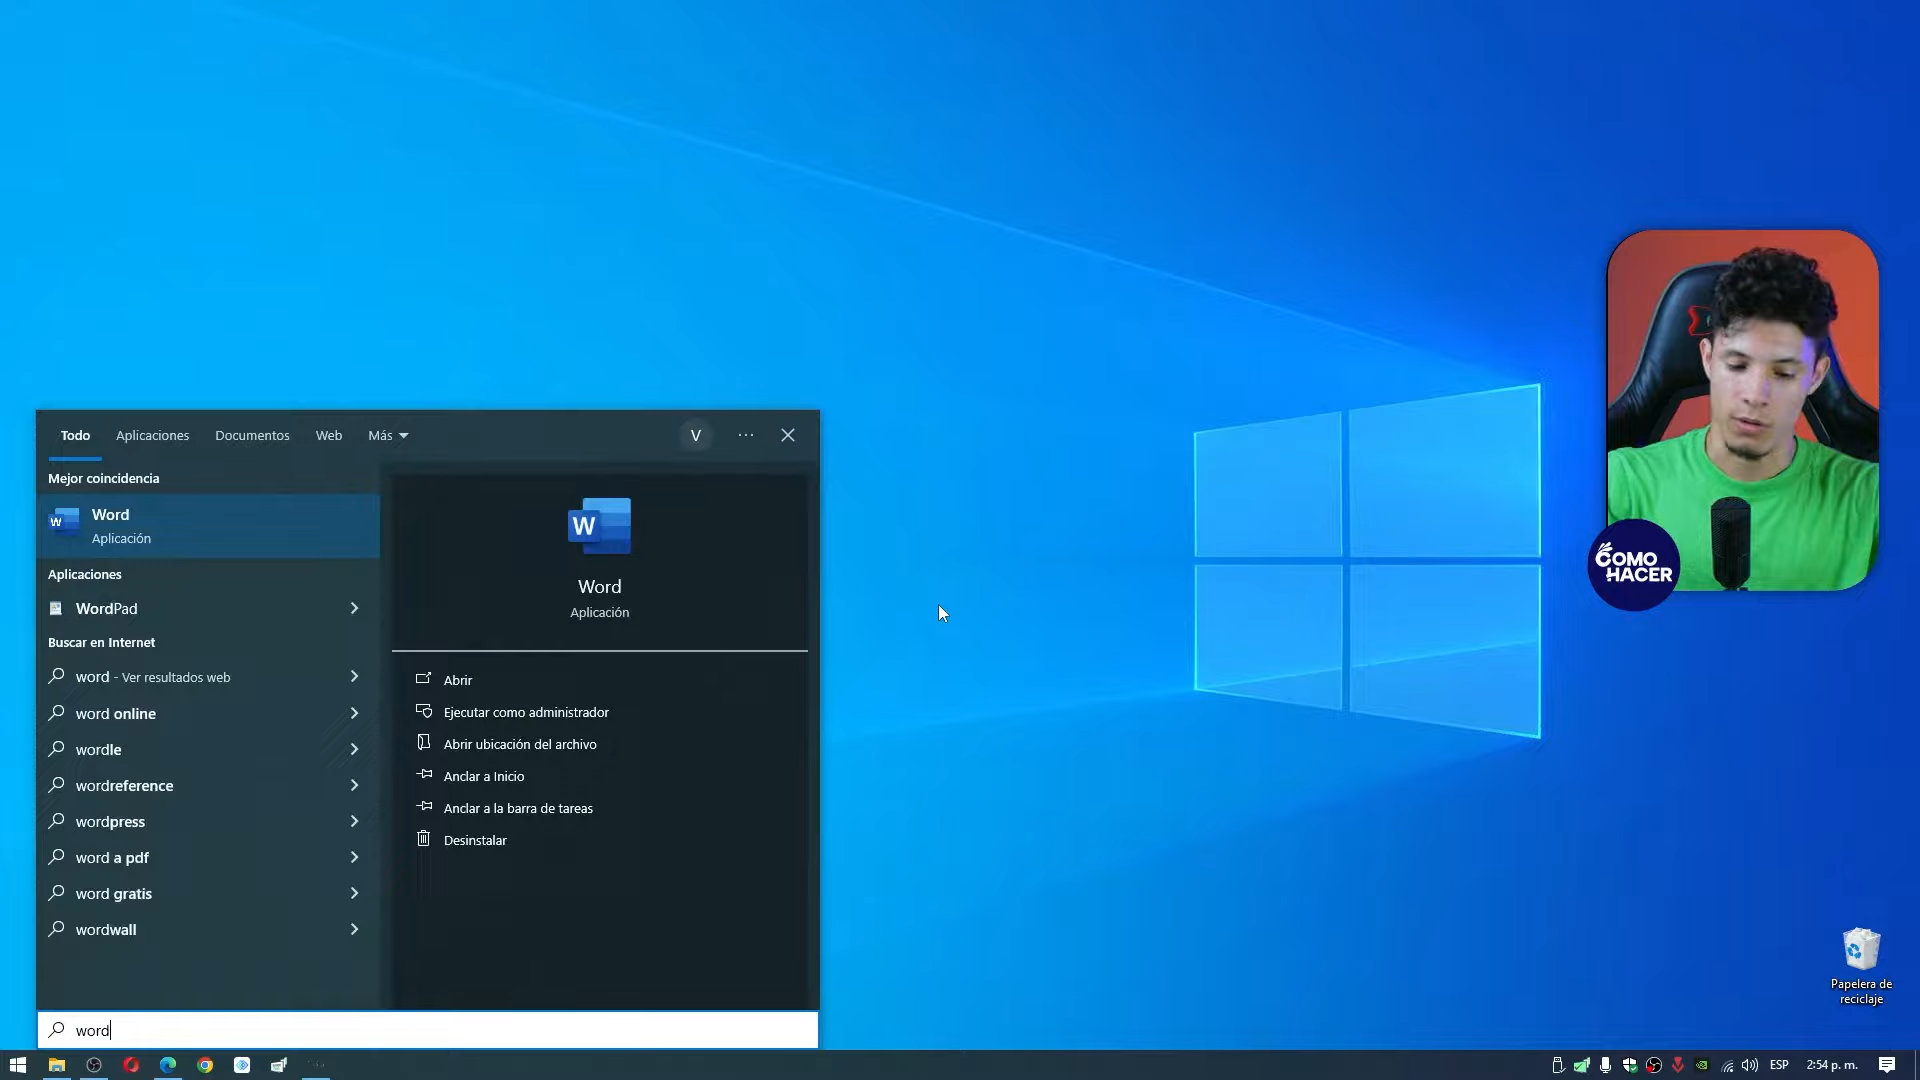 Todo Aplicaciones Documentos Web Más V
Mejor coincidencia
Word
Aplicación
Aplicaciones
WordPad
Buscar en Internet
word - Ver resultados web
word online
wordle
wordreference
wordpress
word a pdf
word gratis
wordwall
W
Word
Aplicación
Abrir
Ejecutar como administrador
Abrir ubicación del archivo
Anclar a Inicio
Anclar a la barra de tareas
Desinstalar
word
COMO
HACER
Papelera de
reciclaje
ESP 2:54 p. m.